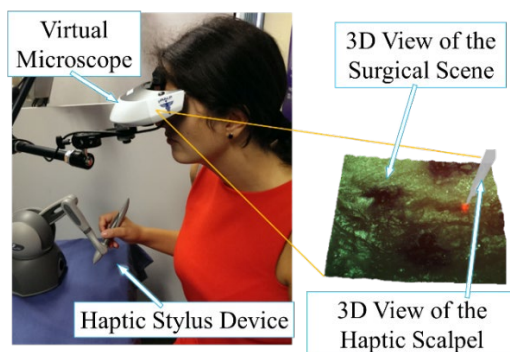 Virtual
Microscope
3D View of the
Surgical Scene
Haptic Stylus Device
3D View of the
Haptic Scalpel